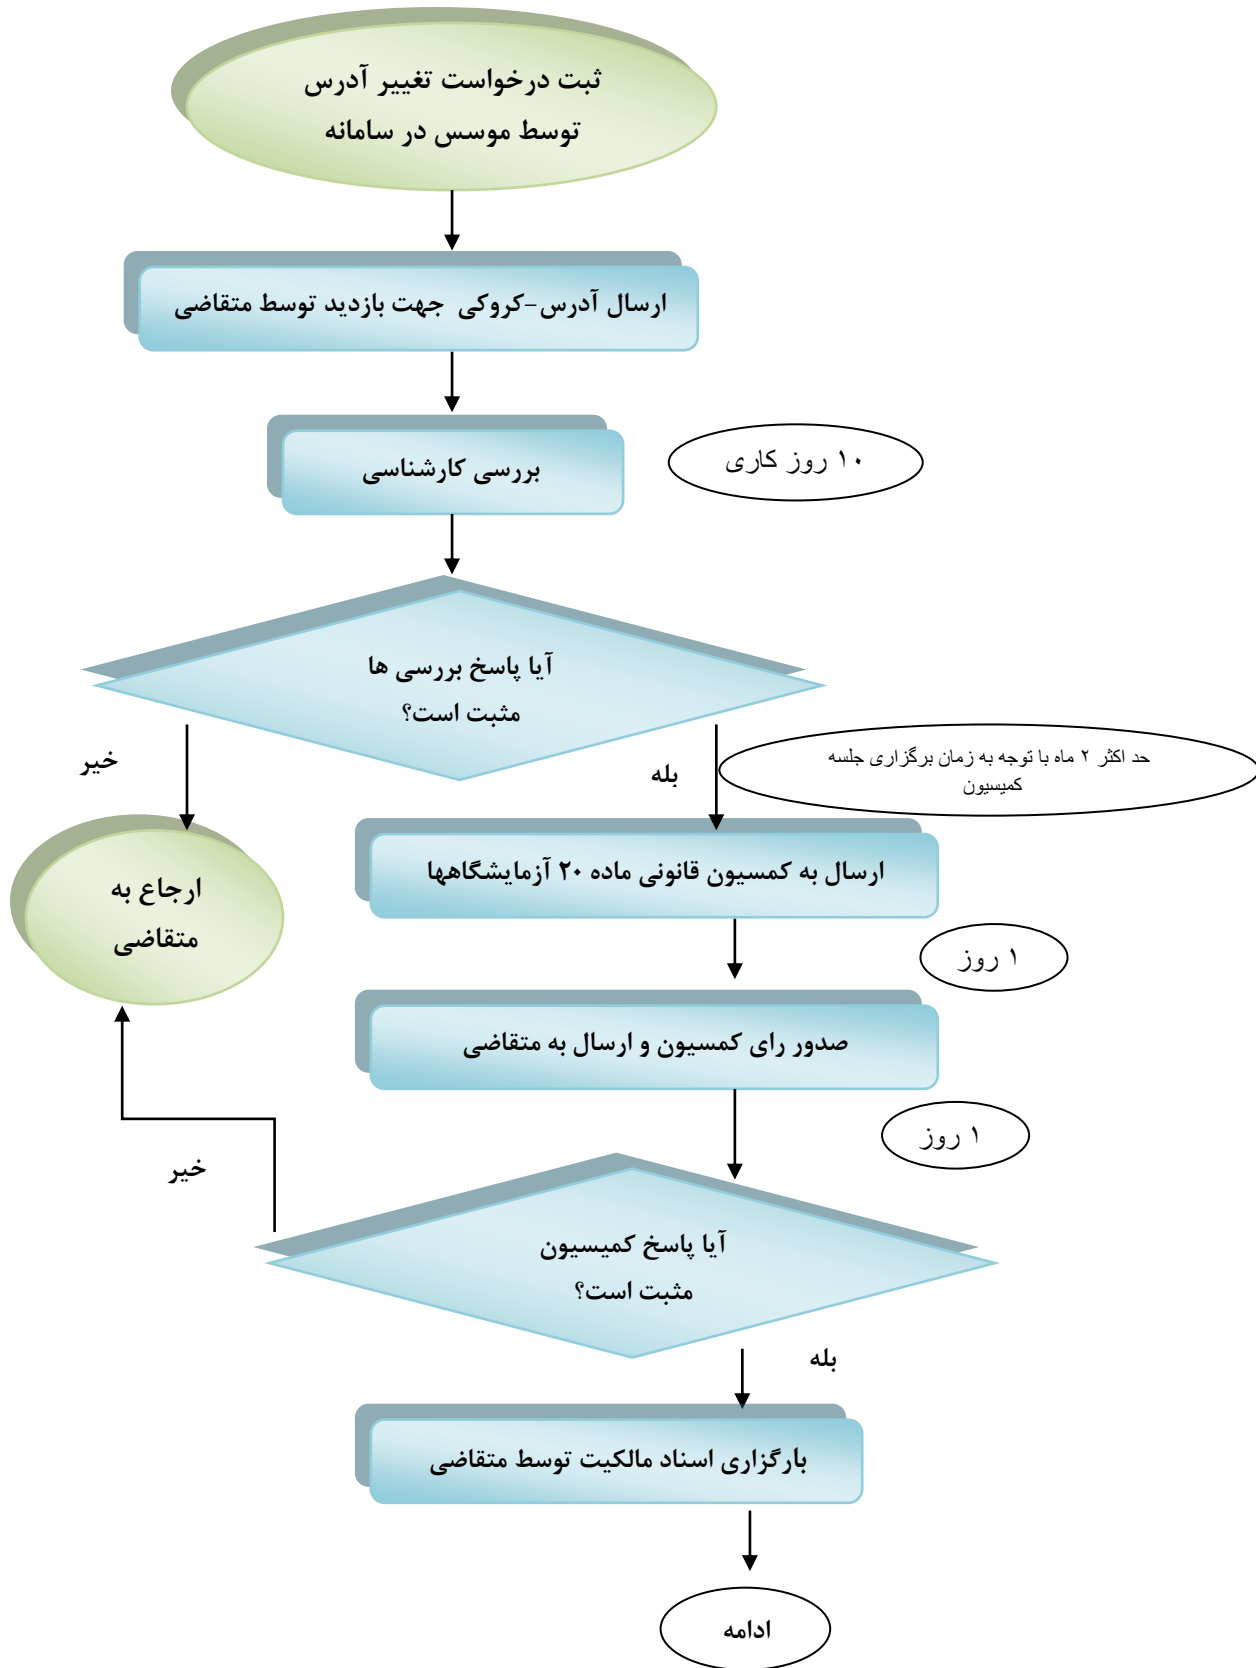 ثبت درخواست تغییر آدرس
توسط موسس در سامانه
ارسال آدرس-کروکی جهت بازدید توسط متقاضی
بررسی کارشناسی
۱۰ روز کاری
آیا پاسخ بررسی ها
مثبت است؟
خیر
بله
حد اکثر ۲ ماه با توجه به زمان برگزاری جلسه
کمیسیون
ارجاع به
متقاضی
ارسال به کمسیون قانونی ماده ۲۰ آزمایشگاهها
۱ روز
صدور رای کمسیون و ارسال به متقاضی
۱ روز
خیر
آیا پاسخ کمیسیون
مثبت است؟
بله
بارگزاری اسناد مالکیت توسط متقاضی
ادامه